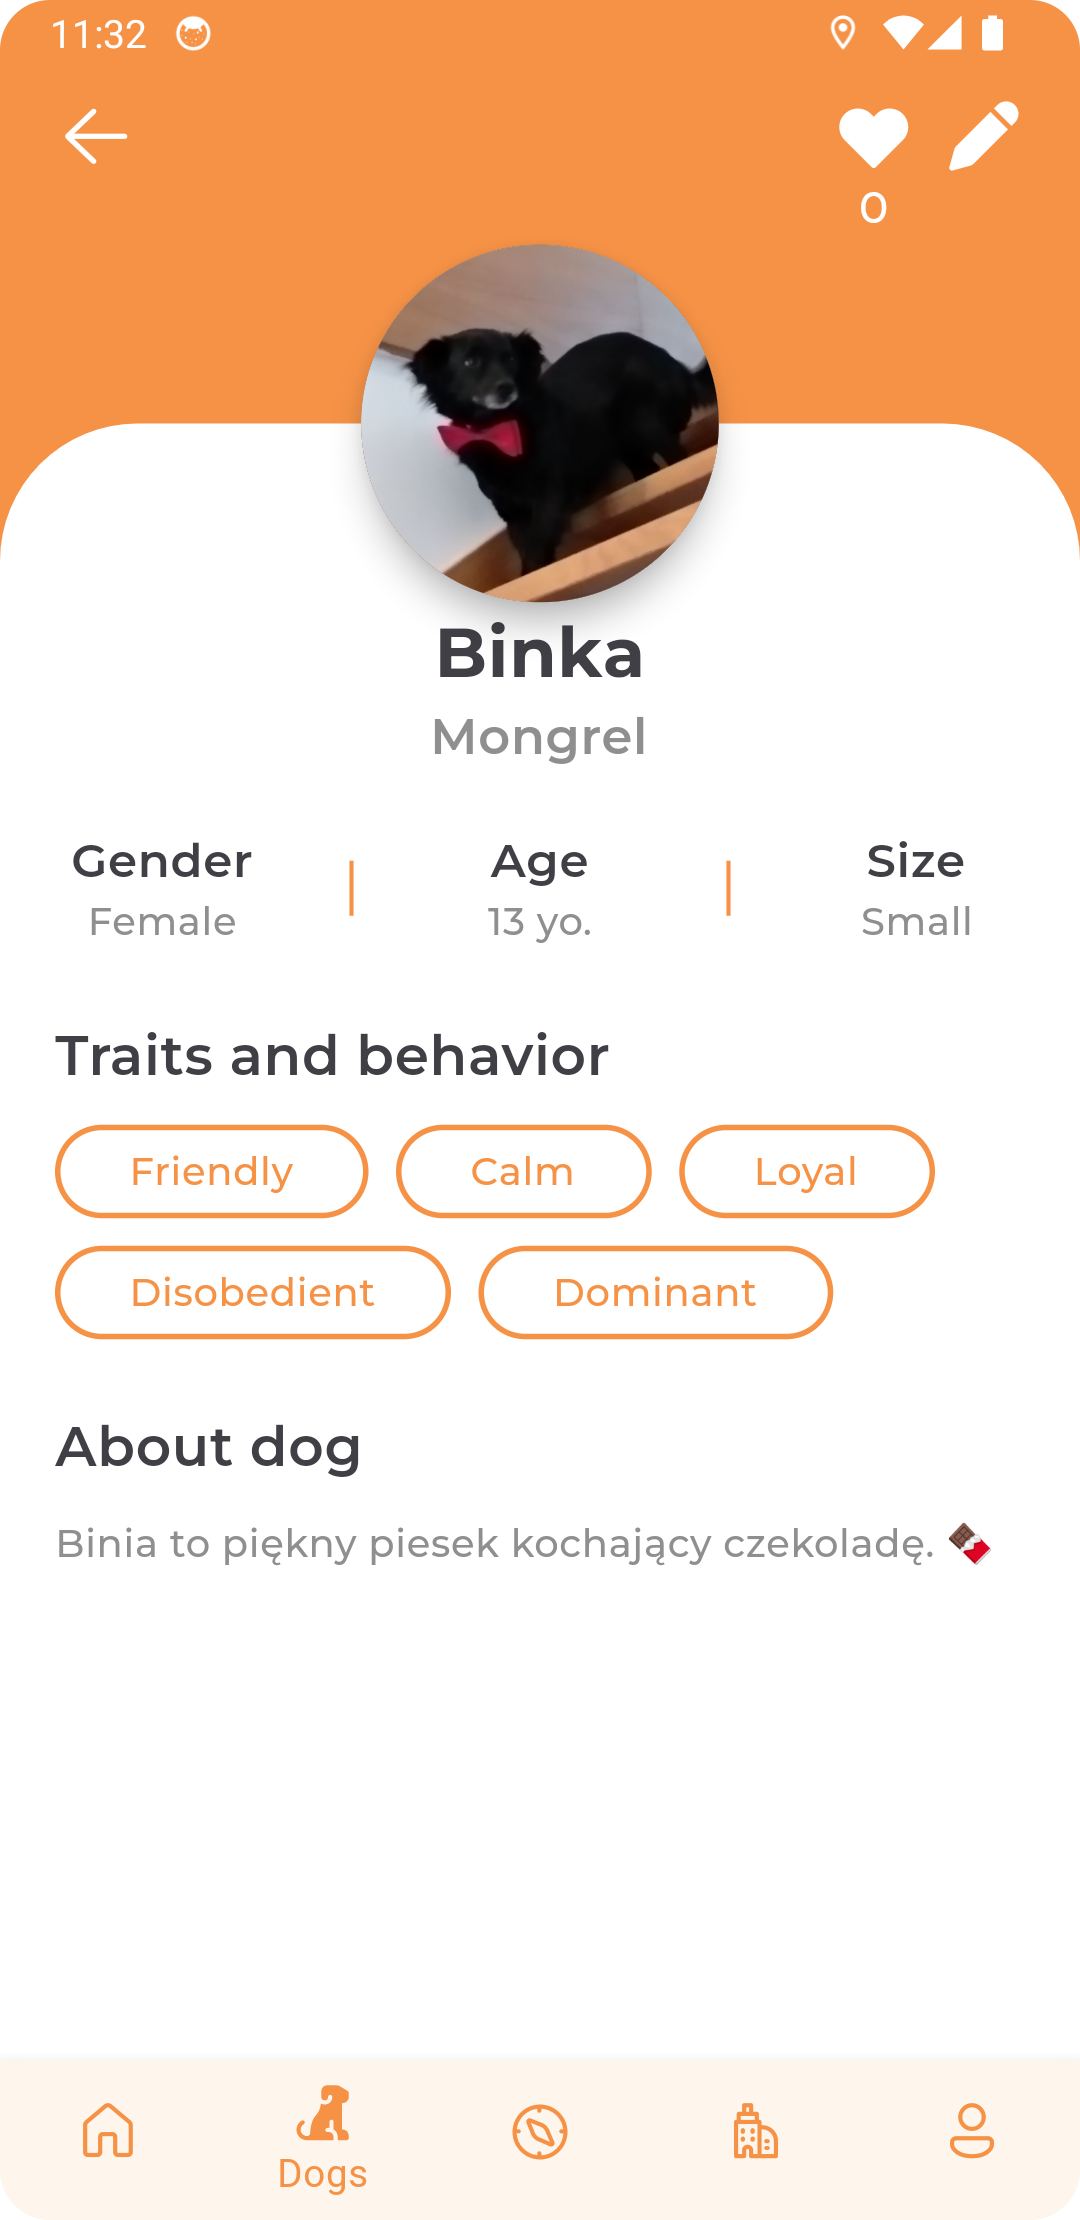 11:32
0
Binka
Mongrel
Gender Age Size
Female 13 yo. Small
Traits and behavior
Friendly Calm Loyal
Disobedient Dominant
About dog
Binia to piękny piesek kochający czekoladę. 🍫
Dogs